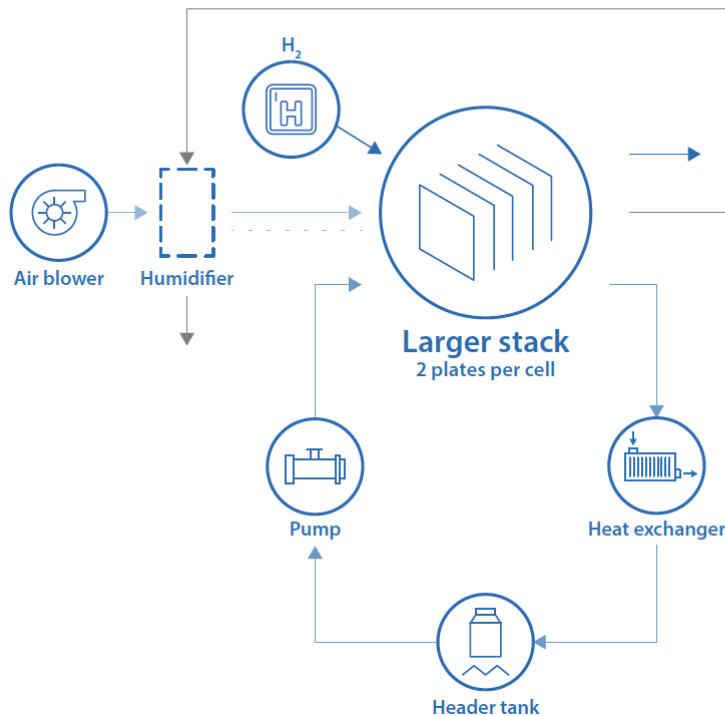 H2
H
Air blower
Humidifier
Larger stack
2 plates per cell
Pump
Heat exchanger
Header tank